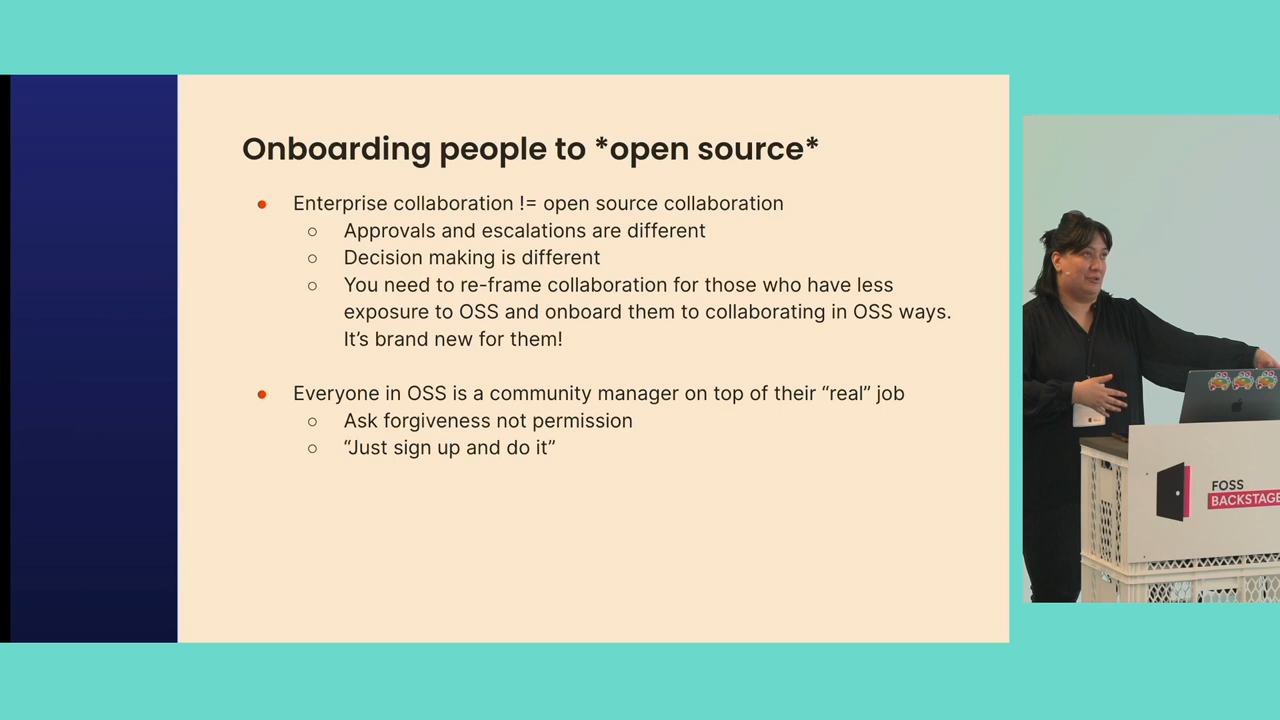 Onboarding people to *open source*
● Enterprise collaboration != open source collaboration
○ Approvals and escalations are different
○ Decision making is different
○ You need to re-frame collaboration for those who have less
exposure to OSS and onboard them to collaborating in OSS ways.
It’s brand new for them!
● Everyone in OSS is a community manager on top of their “real” job
○ Ask forgiveness not permission
○ “Just sign up and do it”
FOSS
BACKSTAGE